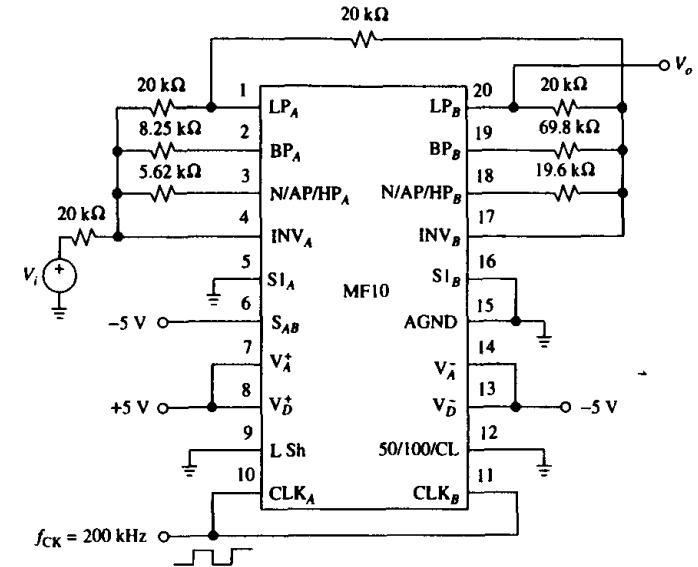 20 kΩ
V_o
20 kΩ
1
LP_A
20
LP_B
20 kΩ
8.25 kΩ
2
BP_A
19
BP_B
69.8 kΩ
5.62 kΩ
3
N/AP/HP_A
18
N/AP/HP_B
19.6 kΩ
20 kΩ
4
INV_A
17
INV_B
V_i
+
5
S1_A
16
S1_B
MF10
−5 V
6
S_AB
15
AGND
7
V_A^+
14
V_A^-
+5 V
8
V_D^+
13
V_D^-
−5 V
9
L Sh
12
50/100/CL
10
CLK_A
11
CLK_B
f_CK = 200 kHz